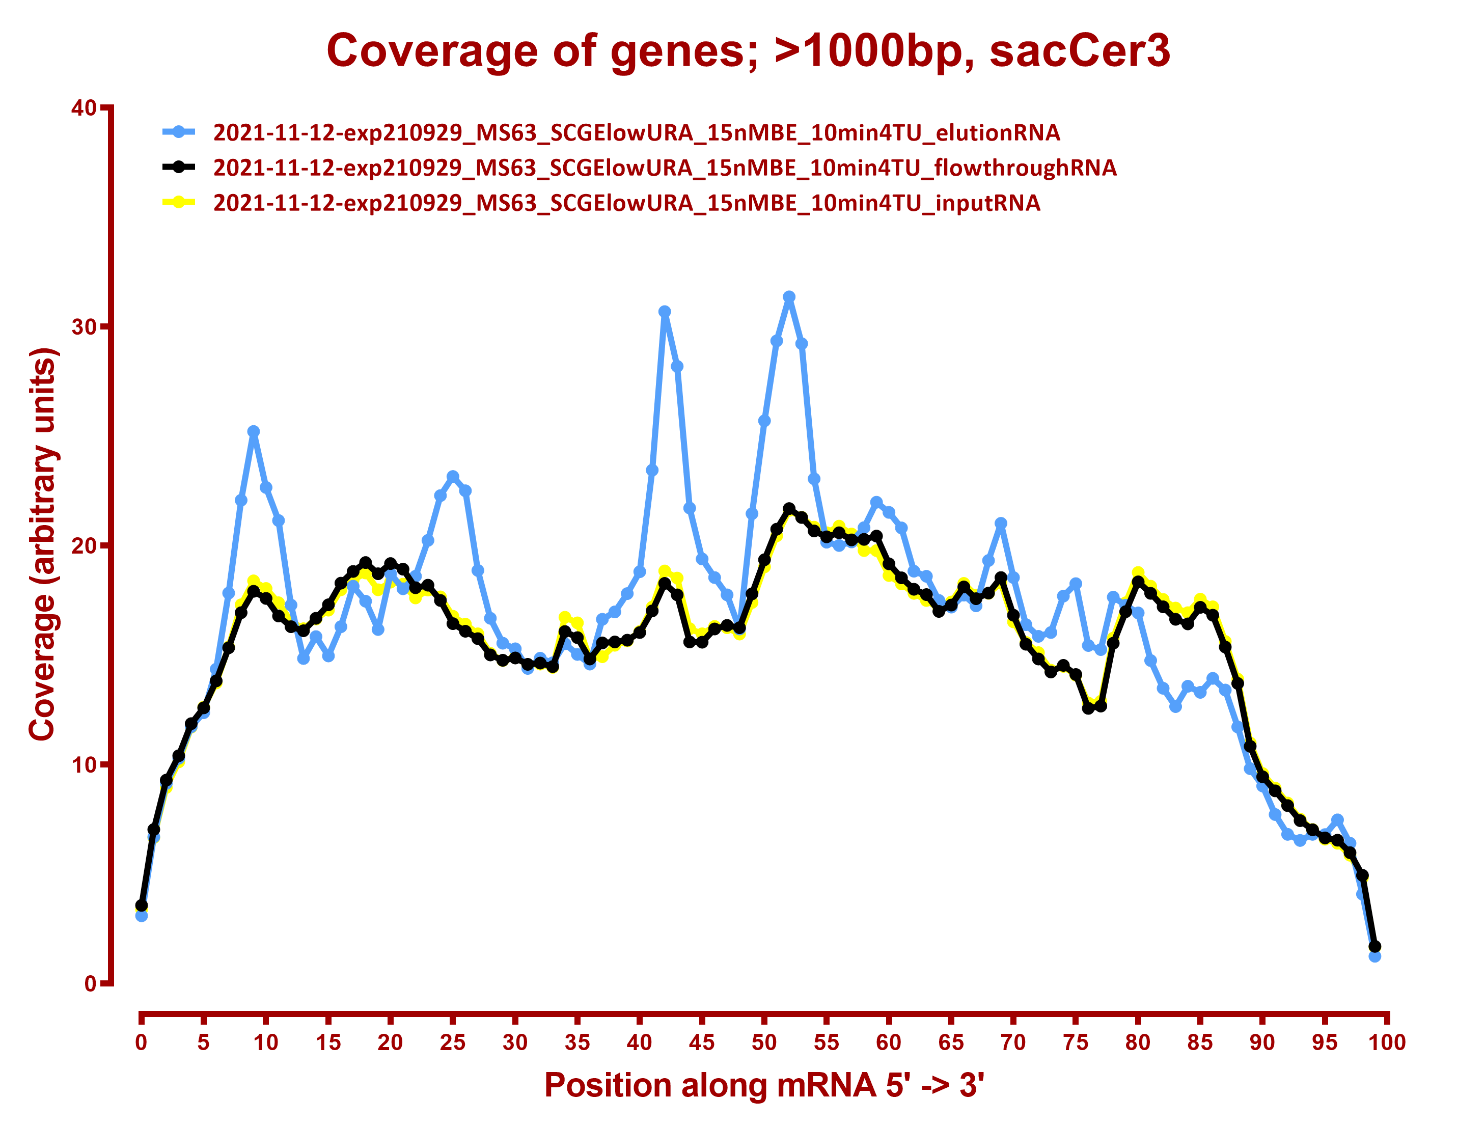 Coverage of genes; >1000bp, sacCer3
40
2021-11-12-exp210929_MS63_SCGElowURA_15nMBE_10min4TU_elutionRNA
2021-11-12-exp210929_MS63_SCGElowURA_15nMBE_10min4TU_flowthroughRNA
2021-11-12-exp210929_MS63_SCGElowURA_15nMBE_10min4TU_inputRNA
30
Coverage (arbitrary units)
20
10
0
0 5 10 15 20 25 30 35 40 45 50 55 60 65 70 75 80 85 90 95 100
Position along mRNA 5' -> 3'